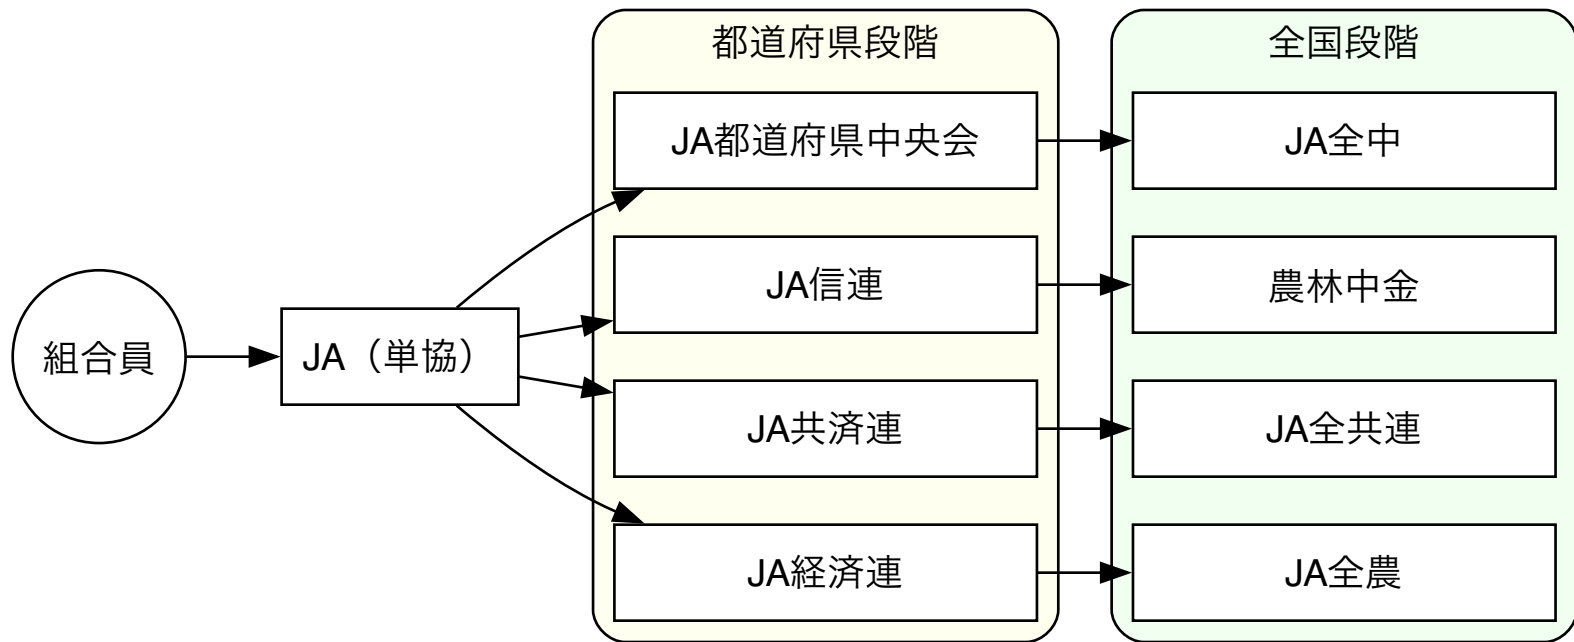 都道府県段階
全国段階
JA都道府県中央会
JA全中
JA信連
農林中金
組合員
JA（単協）
JA共済連
JA全共連
JA経済連
JA全農